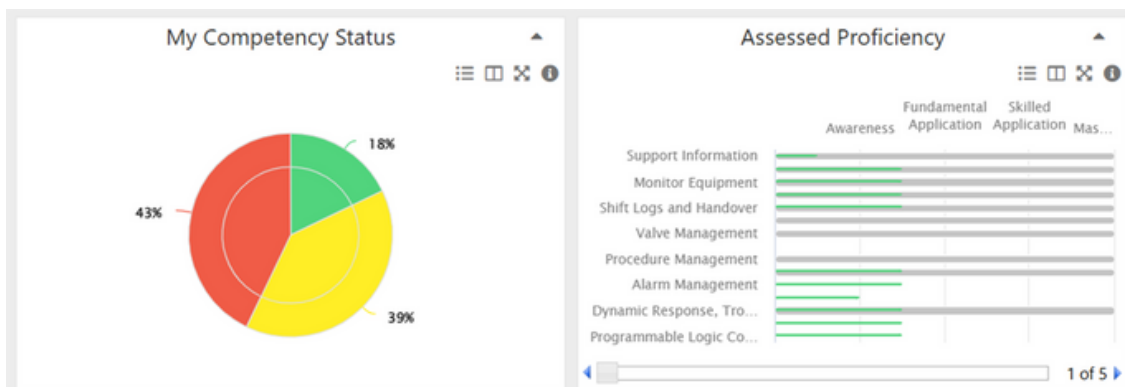 My Competency Status
18%
43%
39%
Assessed Proficiency
Fundamental Skilled
Awareness Application Application Mas...
Support Information
Monitor Equipment
Shift Logs and Handover
Valve Management
Procedure Management
Alarm Management
Dynamic Response, Tro...
Programmable Logic Co...
1 of 5